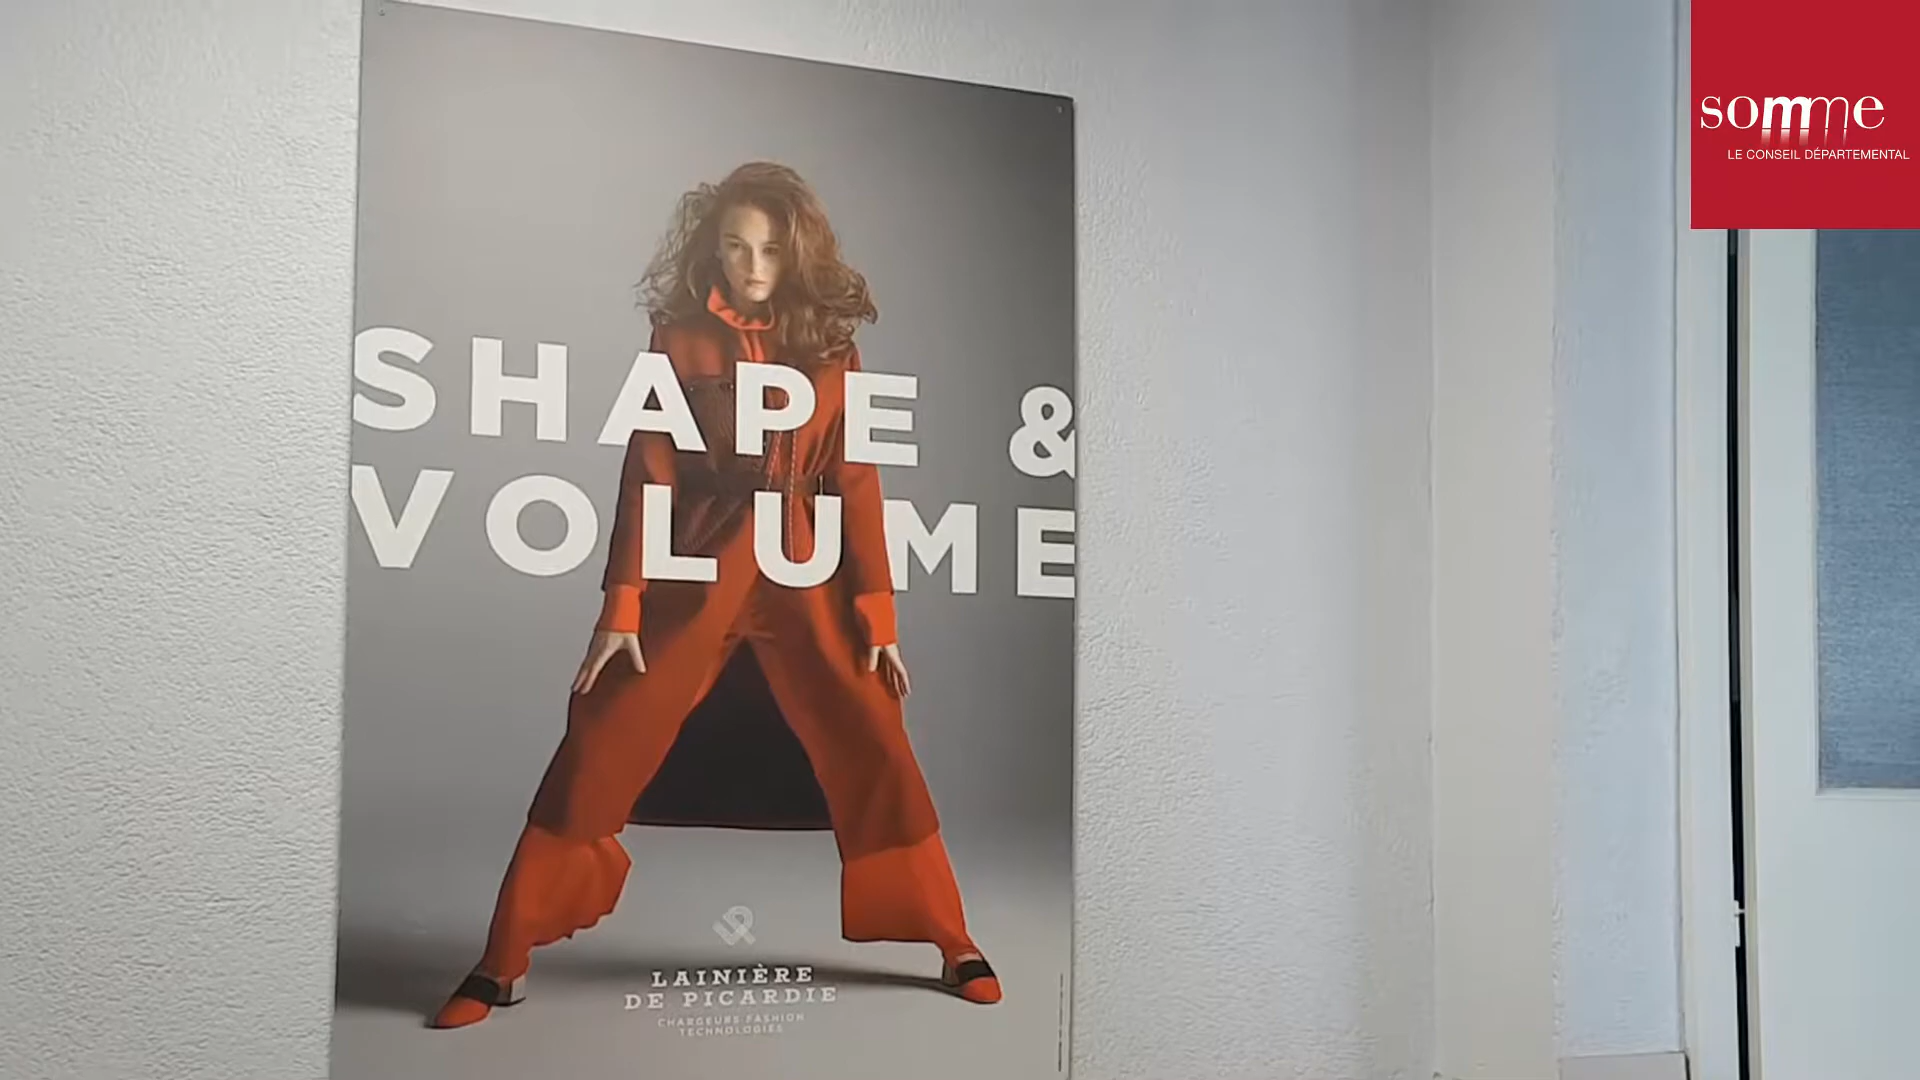 somme
LE CONSEIL DÉPARTEMENTAL
SHAPE &
VOLUME
LAINIÈRE
DE PICARDIE
CHARGEURS FASHION
TECHNOLOGIES